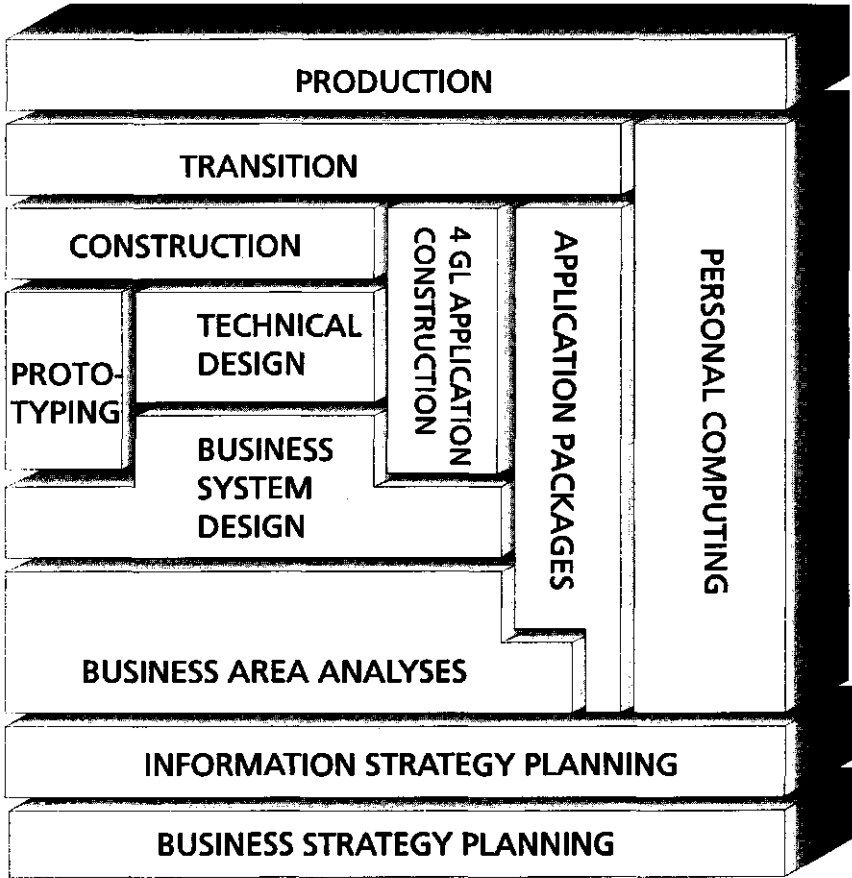 PRODUCTION
TRANSITION
CONSTRUCTION
4 GL APPLICATION
CONSTRUCTION
APPLICATION PACKAGES
PERSONAL COMPUTING
TECHNICAL
DESIGN
PROTO-
TYPING
BUSINESS
SYSTEM
DESIGN
BUSINESS AREA ANALYSES
INFORMATION STRATEGY PLANNING
BUSINESS STRATEGY PLANNING